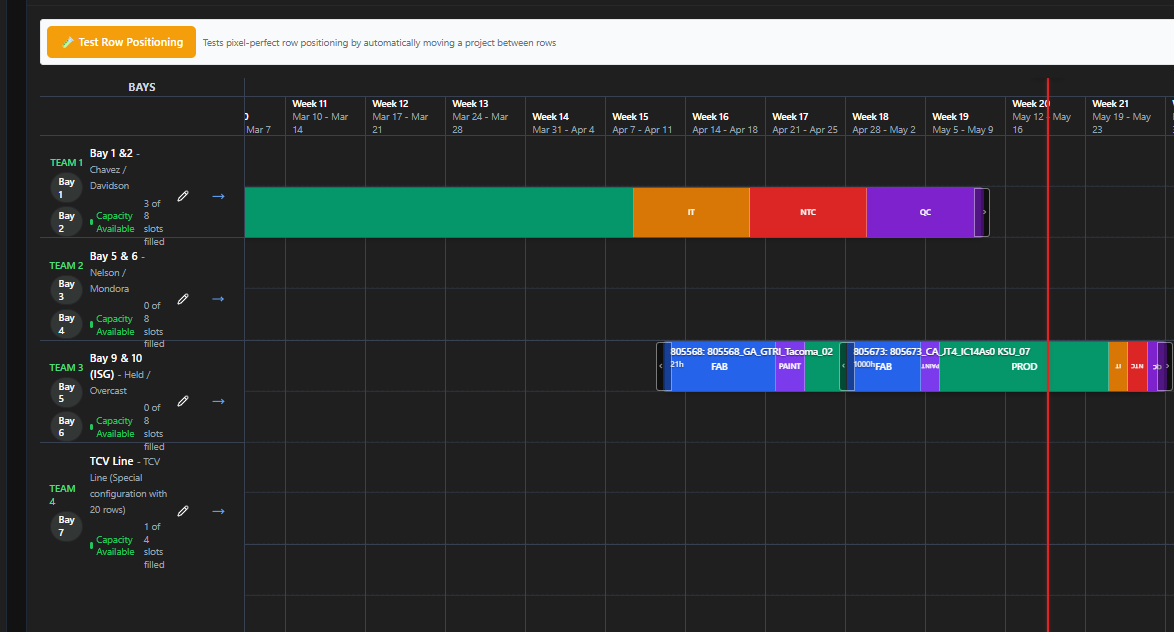 Test Row Positioning
Tests pixel-perfect row positioning by automatically moving a project between rows
BAYS
Mar 7
Week 11
Mar 10 - Mar
14
Week 12
Mar 17 - Mar
21
Week 13
Mar 24 - Mar
28
Week 14
Mar 31 - Apr 4
Week 15
Apr 7 - Apr 11
Week 16
Apr 14 - Apr 18
Week 17
Apr 21 - Apr 25
Week 18
Apr 28 - May 2
Week 19
May 5 - May 9
Week 20
May 12 - May
16
Week 21
May 19 - May
23
TEAM 1
Bay
1
Bay
2
Bay 1 &2 -
Chavez /
Davidson
Capacity
Available
3 of
8
slots
filled
IT
NTC
QC
TEAM 2
Bay
3
Bay
4
Bay 5 & 6 -
Nelson /
Mondora
Capacity
Available
0 of
8
slots
filled
TEAM 3
Bay
5
Bay
6
Bay 9 & 10
(ISG) - Held /
Overcast
Capacity
Available
0 of
8
slots
filled
805568: 805568_GA_GTRI_Tacoma_02
21h
FAB
PAINT
805673: 805673_CA_JT4_IC14As0 KSU_07
1000h
FAB
PAINT
PROD
IT
NTC
QC
TEAM
4
Bay
7
TCV Line - TCV
Line (Special
configuration with
20 rows)
Capacity
Available
1 of
4
slots
filled